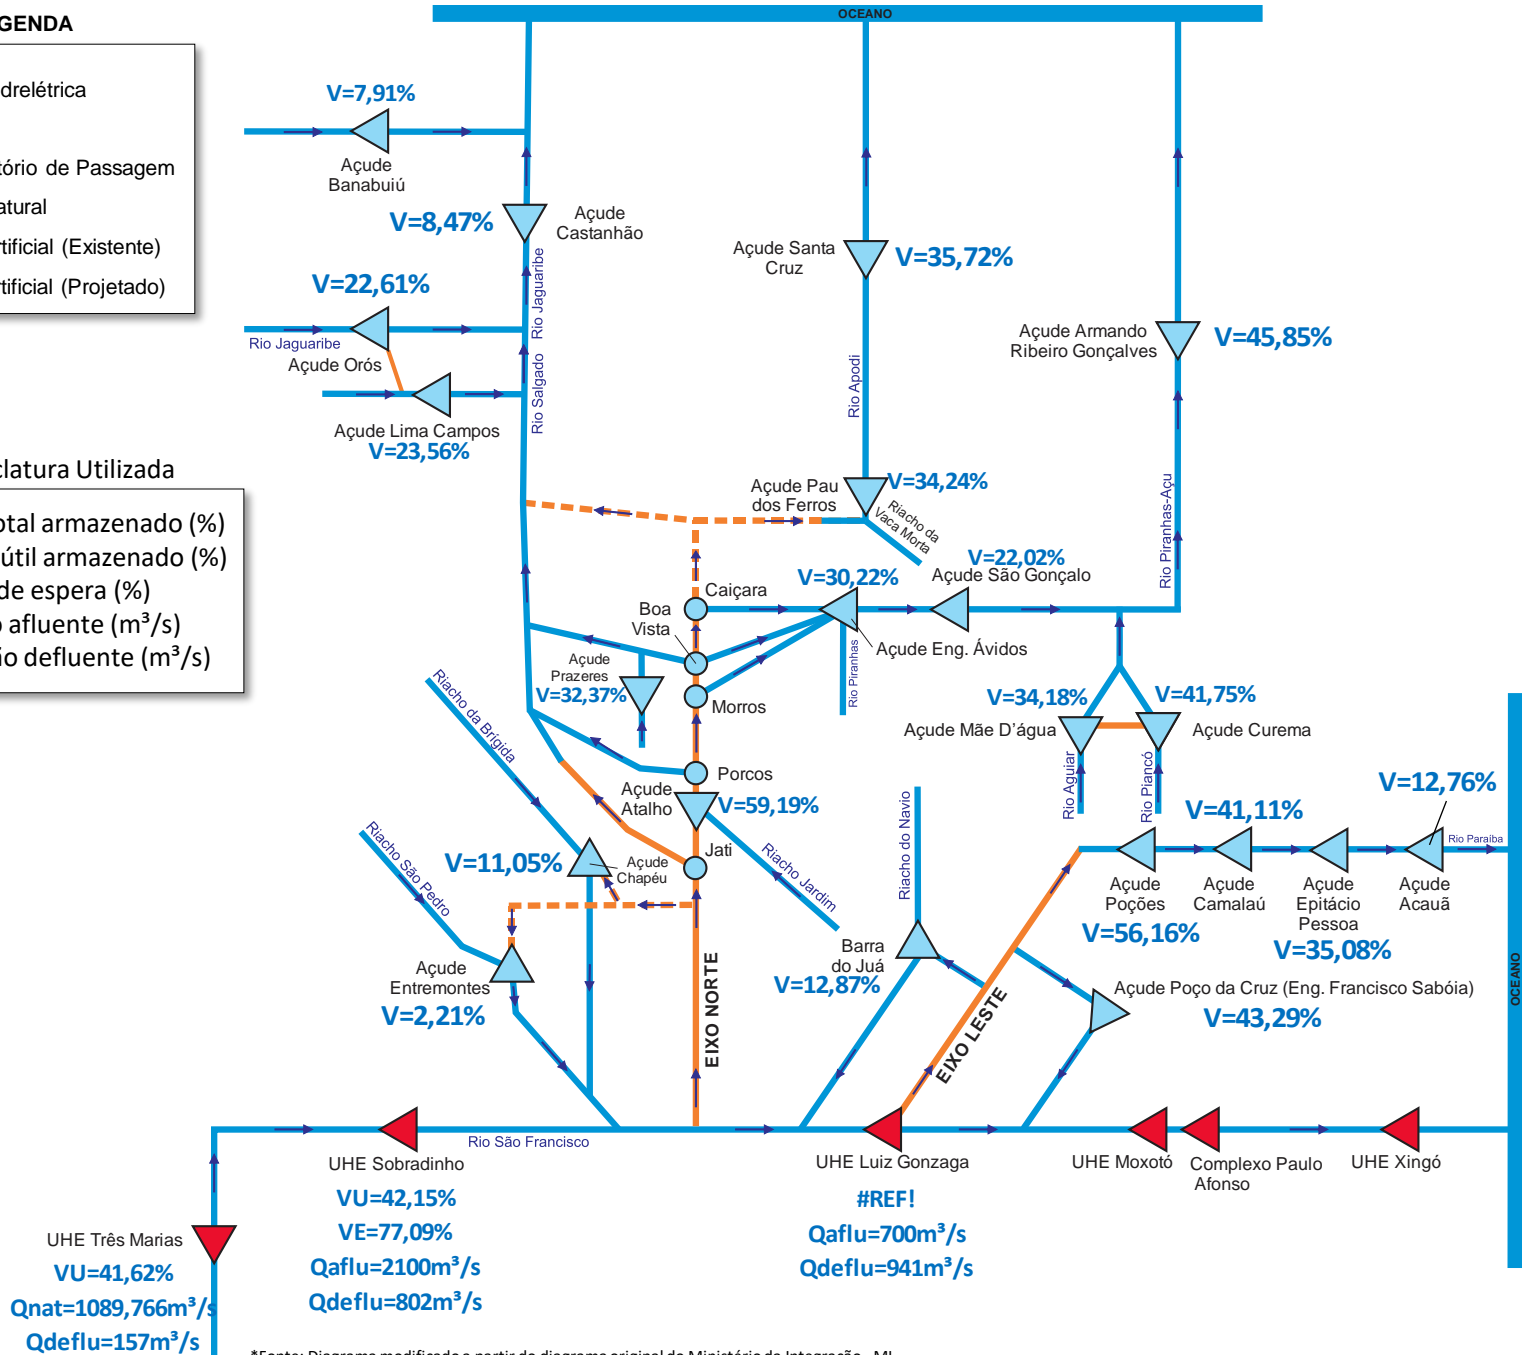 GENDA
drelétrica
tório de Passagem
atural
rtificial (Existente)
rtificial (Projetado)
clatura Utilizada
otal armazenado (%)
útil armazenado (%)
de espera (%)
o afluente (m³/s)
ão defluente (m³/s)
OCEANO
V=7,91%
Açude
Banabuiú
V=8,47%
Açude
Castanhão
V=22,61%
Rio Jaguaribe
Rio Jaguaribe
Açude Orós
Rio Salgado
Açude Lima Campos
V=23,56%
Açude Santa
Cruz
V=35,72%
Rio Apodi
Açude Armando
Ribeiro Gonçalves
V=45,85%
Rio Piranhas-Açu
Açude Pau
dos Ferros
V=34,24%
Riacho da
Vaca Morta
V=22,02%
Açude São Gonçalo
V=30,22%
Açude Eng. Ávidos
Rio Piranhas
Caiçara
Boa
Vista
Morros
Açude
Prazeres
V=32,37%
Porcos
Açude
Atalho
V=59,19%
Jati
Riacho Jardim
Riacho da Brígida
Riacho São Pedro
V=11,05%
Açude
Chapéu
Açude
Entremontes
V=2,21%
EIXO NORTE
V=34,18%
V=41,75%
Açude Mãe D'água
Açude Curema
Rio Aguiar
Rio Piancó
V=12,76%
V=41,11%
Rio Paraiba
Açude
Poções
V=56,16%
Açude
Camalaú
Açude
Epitácio
Pessoa
V=35,08%
Açude
Acauã
Riacho do Navio
Barra
do Juá
V=12,87%
EIXO LESTE
Açude Poço da Cruz (Eng. Francisco Sabóia)
V=43,29%
OCEANO
Rio São Francisco
UHE Sobradinho
VU=42,15%
VE=77,09%
Qaflu=2100m³/s
Qdeflu=802m³/s
UHE Três Marias
VU=41,62%
Qnat=1089,766m³/s
Qdeflu=157m³/s
UHE Luiz Gonzaga
#REF!
Qaflu=700m³/s
Qdeflu=941m³/s
UHE Moxotó
Complexo Paulo
Afonso
UHE Xingó